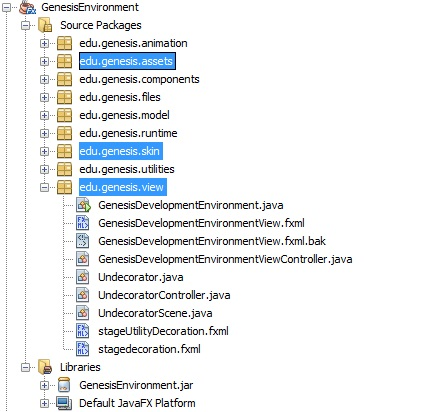 GenesisEnvironment
Source Packages
edu.genesis.animation
edu.genesis.assets
edu.genesis.components
edu.genesis.files
edu.genesis.model
edu.genesis.runtime
edu.genesis.skin
edu.genesis.utilities
edu.genesis.view
GenesisDevelopmentEnvironment.java
GenesisDevelopmentEnvironmentView.fxml
GenesisDevelopmentEnvironmentView.fxml.bak
GenesisDevelopmentEnvironmentViewController.java
Undecorator.java
UndecoratorController.java
UndecoratorScene.java
stageUtilityDecoration.fxml
stagedecoration.fxml
Libraries
GenesisEnvironment.jar
Default JavaFX Platform